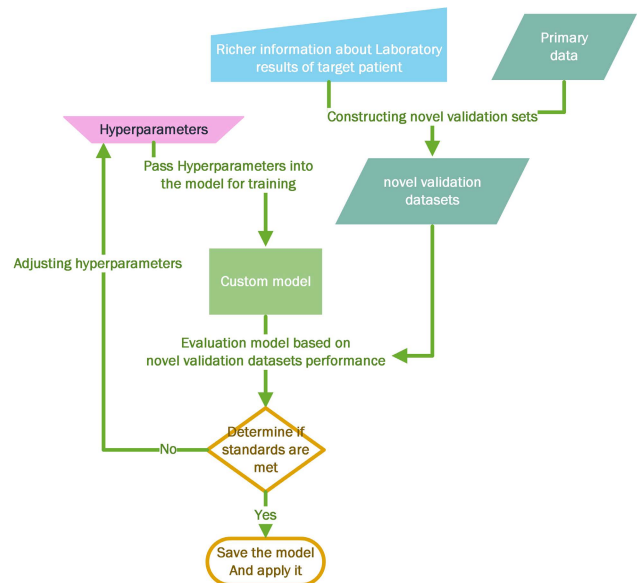 Richer information about Laboratory
results of target patient
Primary
data
Constructing novel validation sets
Hyperparameters
Pass Hyperparameters into
the model for training
novel validation
datasets
Adjusting hyperparameters
Custom model
Evaluation model based on
novel validation datasets performance
Determine if
standards are
met
No
Yes
Save the model
And apply it